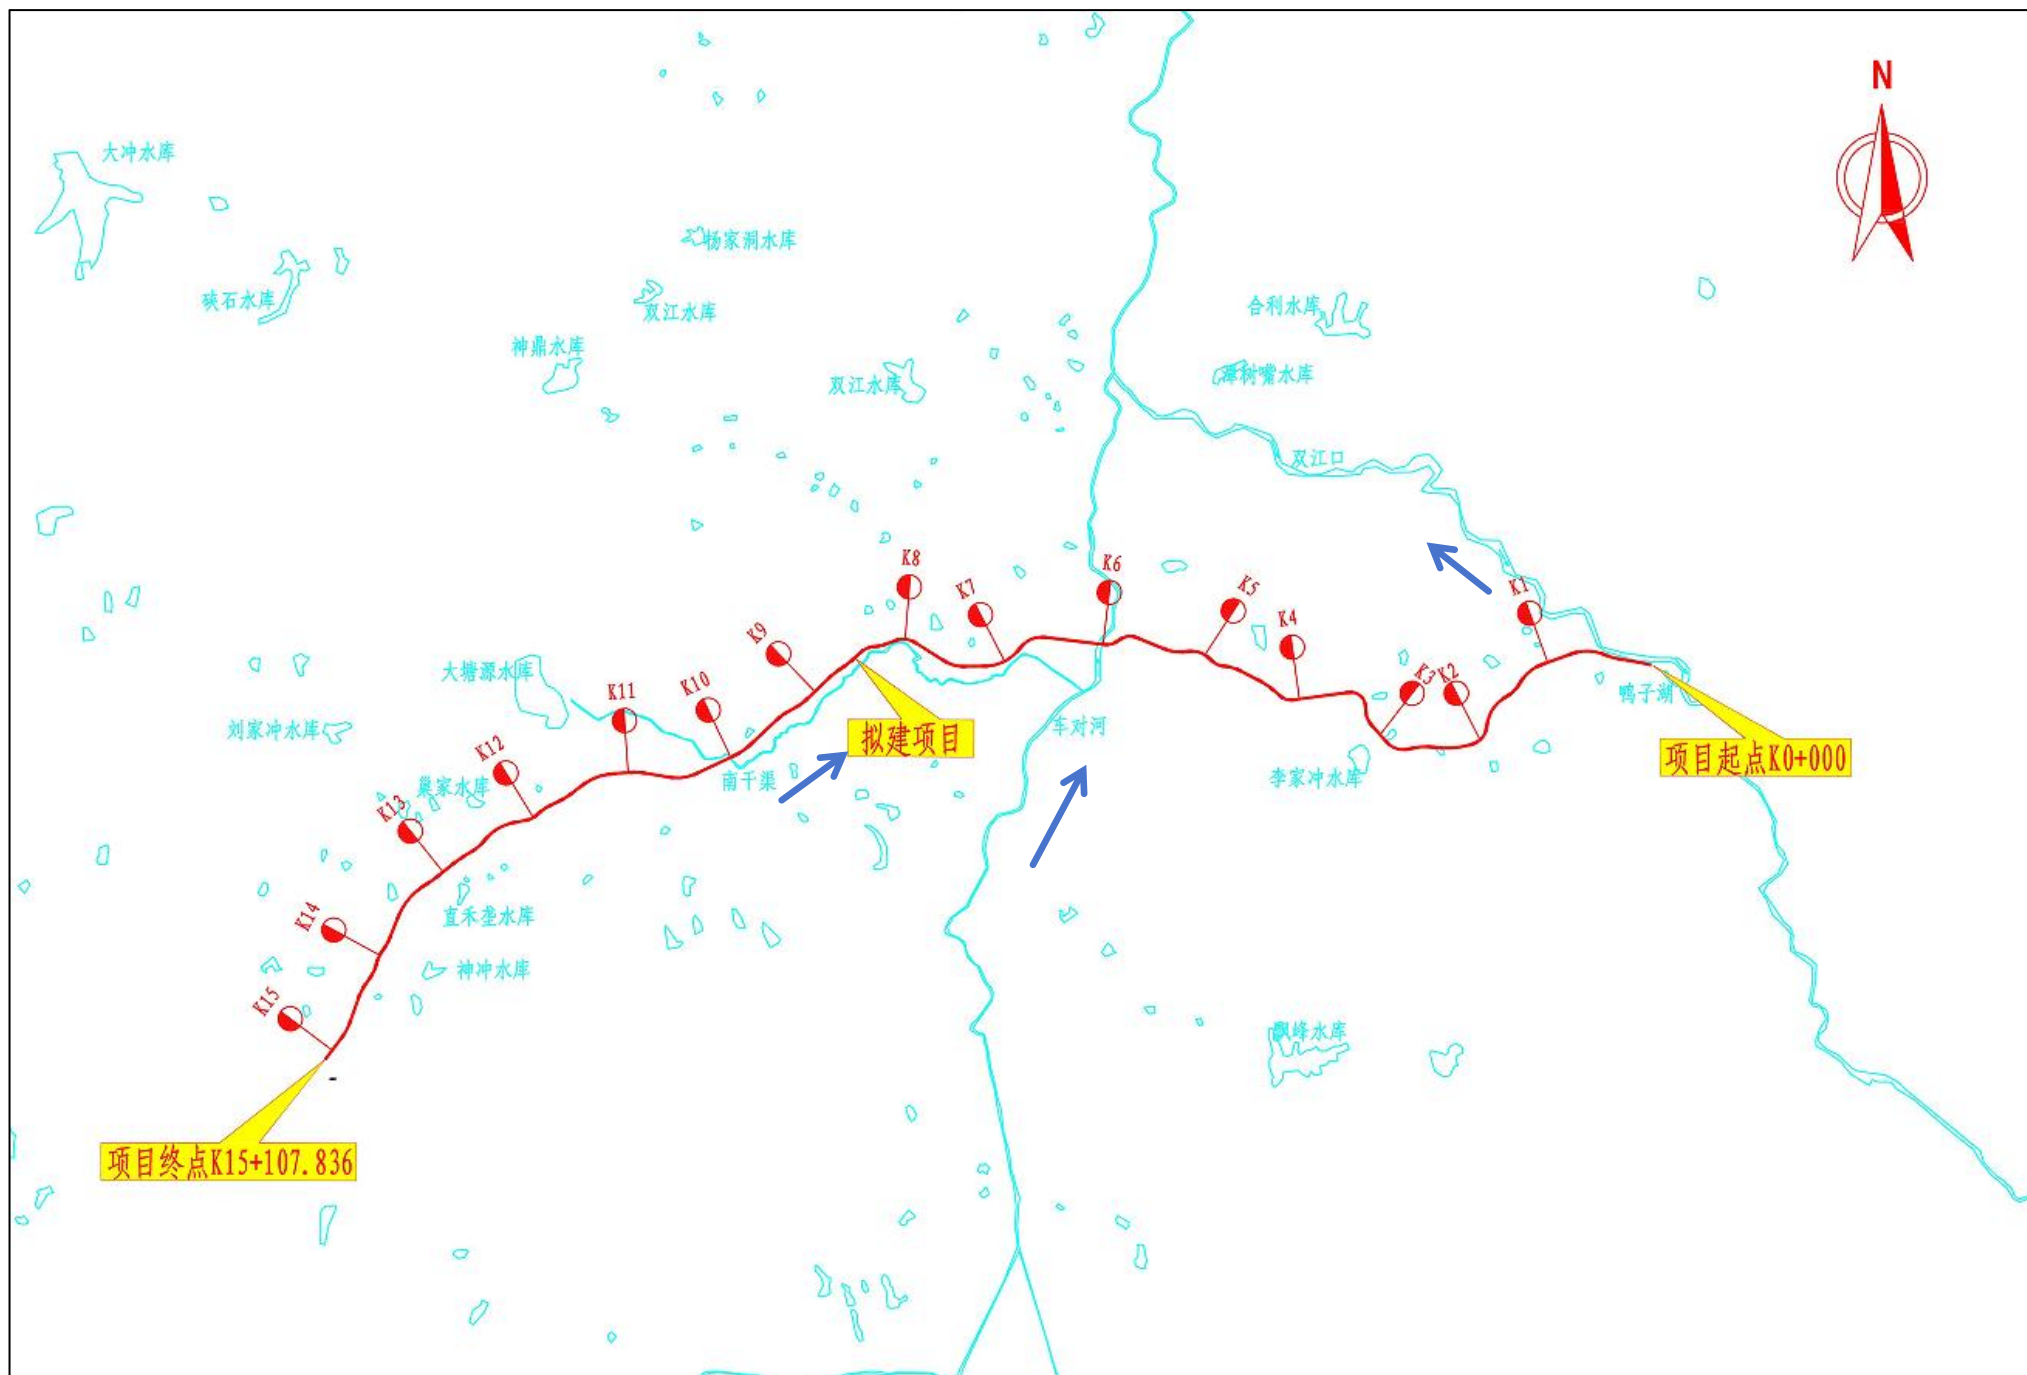 N
大冲水库
杨家洞水库
硖石水库
双江水库
合利水库
神鼎水库
双江水库
树嘴水库
双江口
K8
K6
K7
K5
K1
K4
K9
大塘源水库
K11
K10
K3
K2
鸭子湖
刘家冲水库
车对河
拟建项目
项目起点K0+000
K12
巢家水库
南干渠
李家冲水库
K13
K14
直禾垄水库
神冲水库
K15
飘峰水库
项目终点K15+107.836